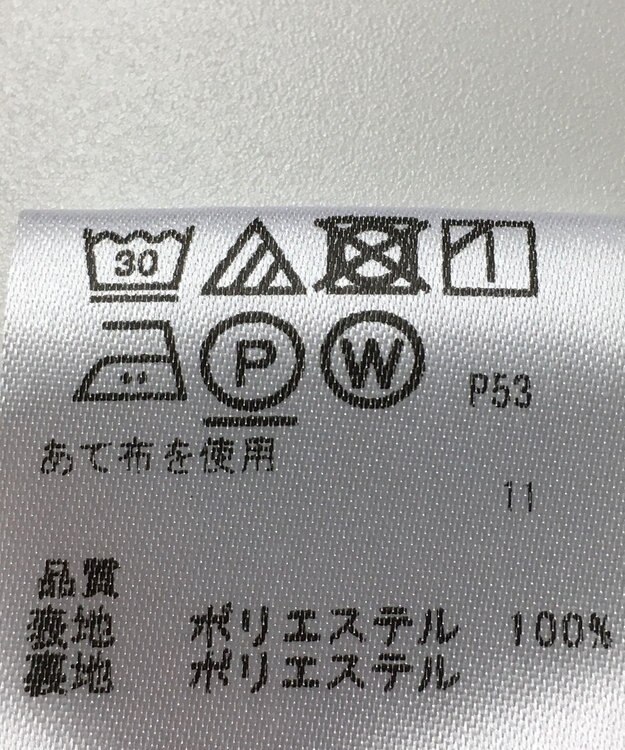 30
P W P53
あて布を使用
11
品質
表地 ポリエステル 100%
裏地 ポリエステル